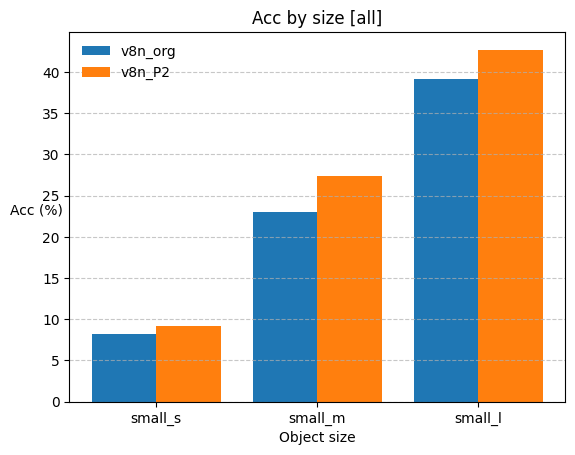 Acc by size [all]
v8n_org
v8n_P2
Acc (%)
40
35
30
25
20
15
10
5
0
small_s small_m small_l
Object size